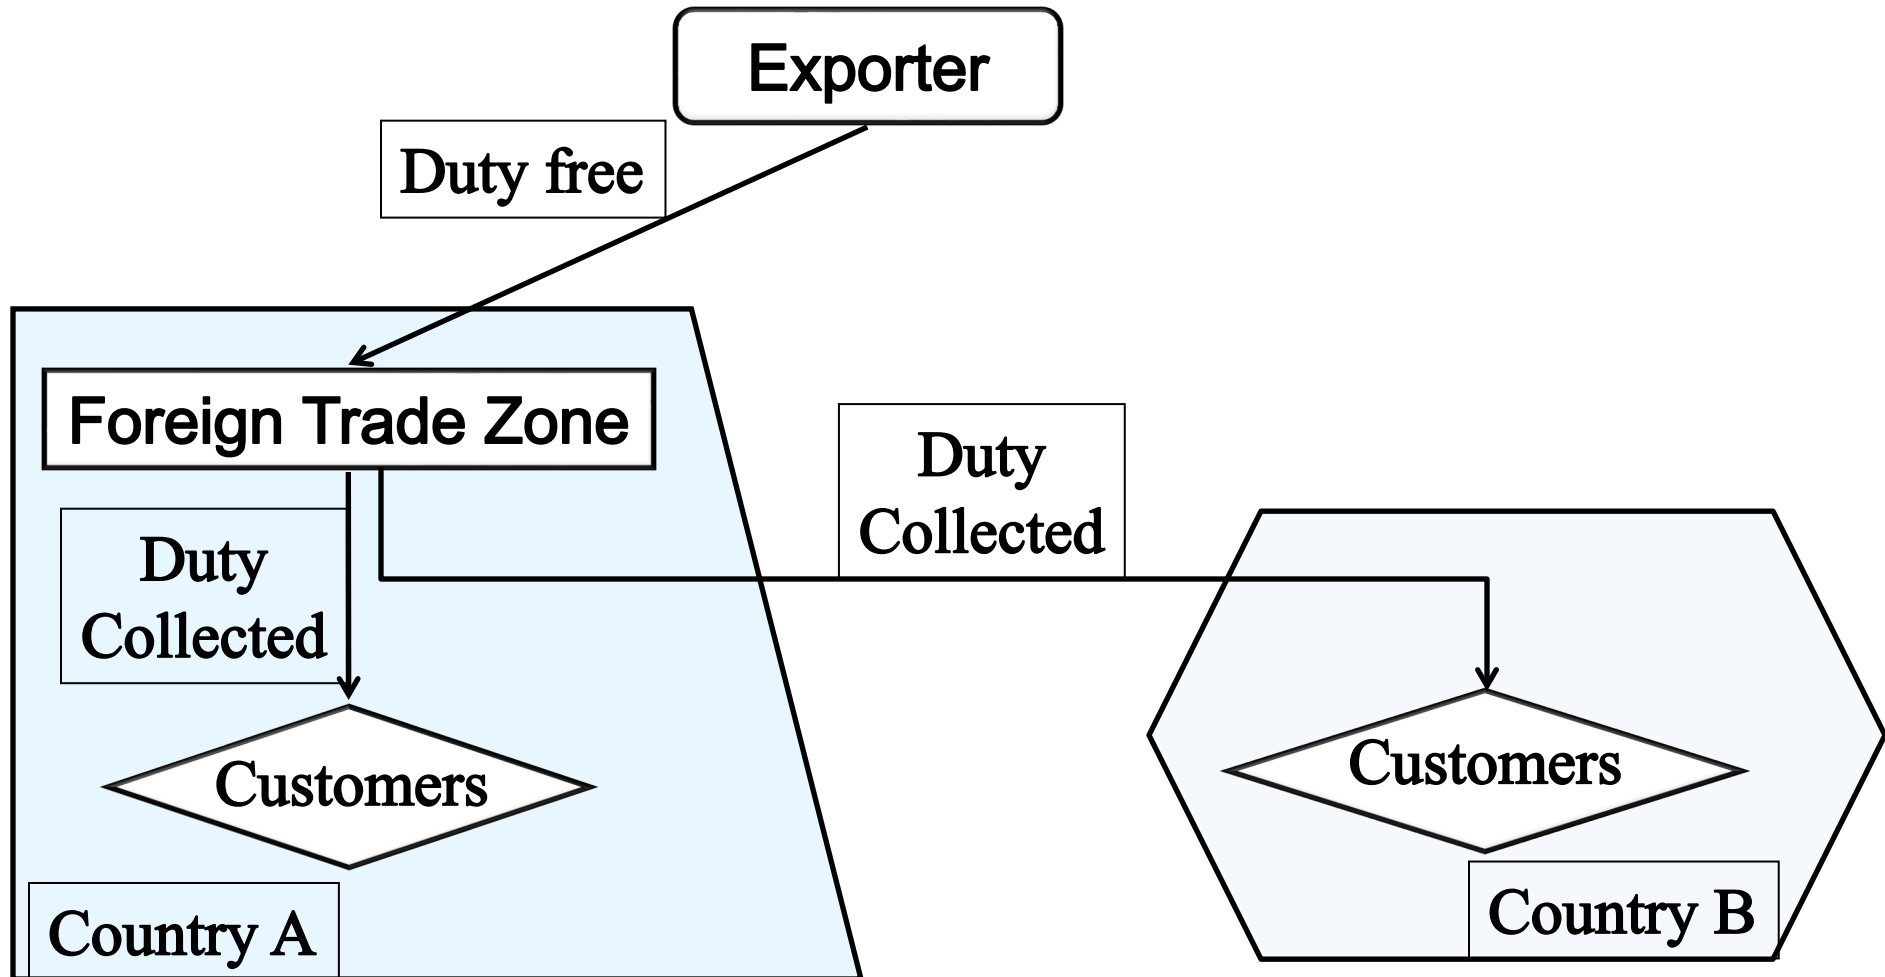 Exporter
Duty free
Foreign Trade Zone
Duty
Collected
Duty
Collected
Customers
Customers
Country A
Country B